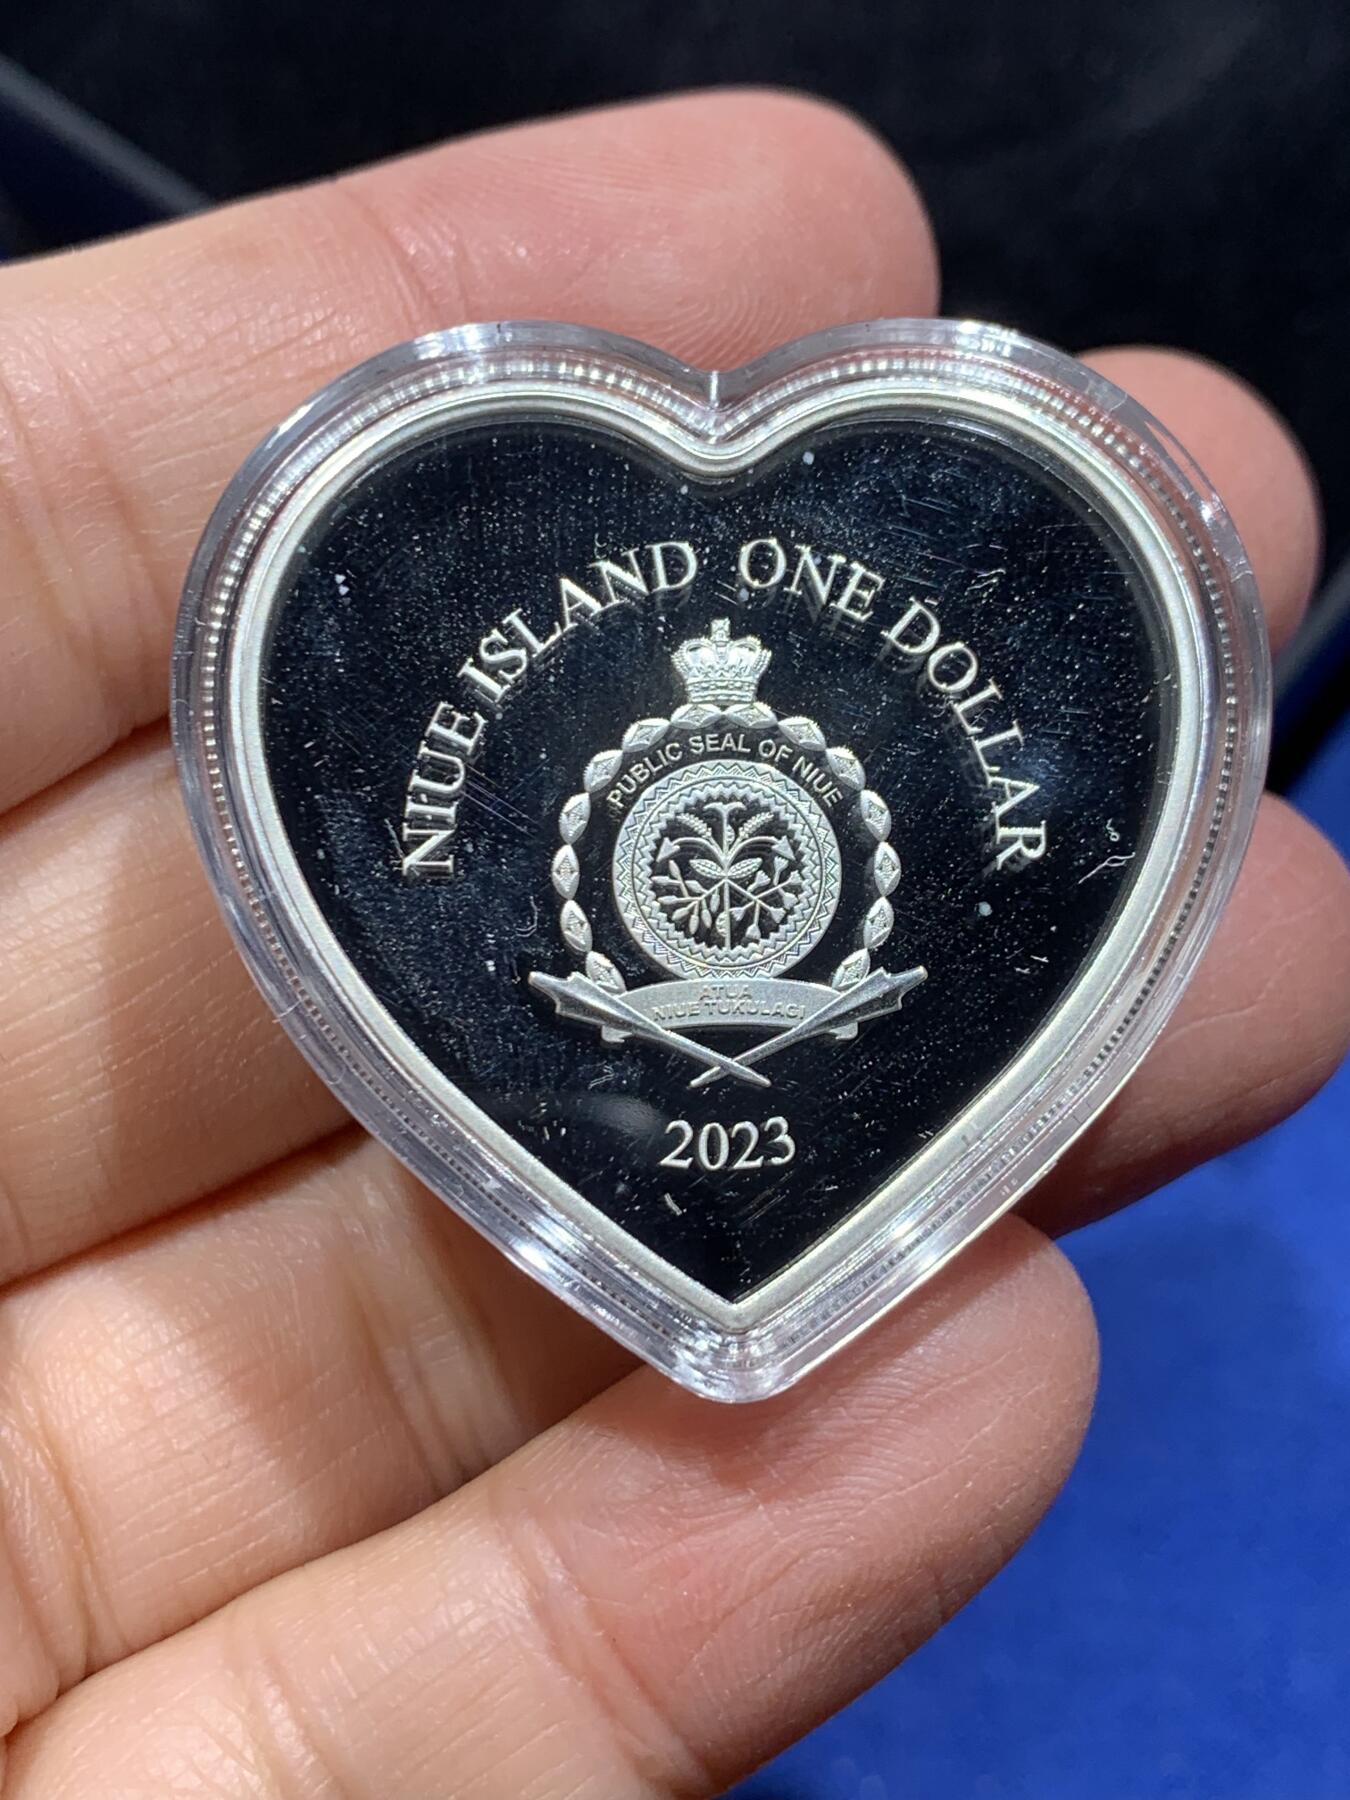 NIUE ISLAND ONE DOLLAR
PUBLIC SEAL OF NIUE
ATUA
NIUE TUKULAGI
2023